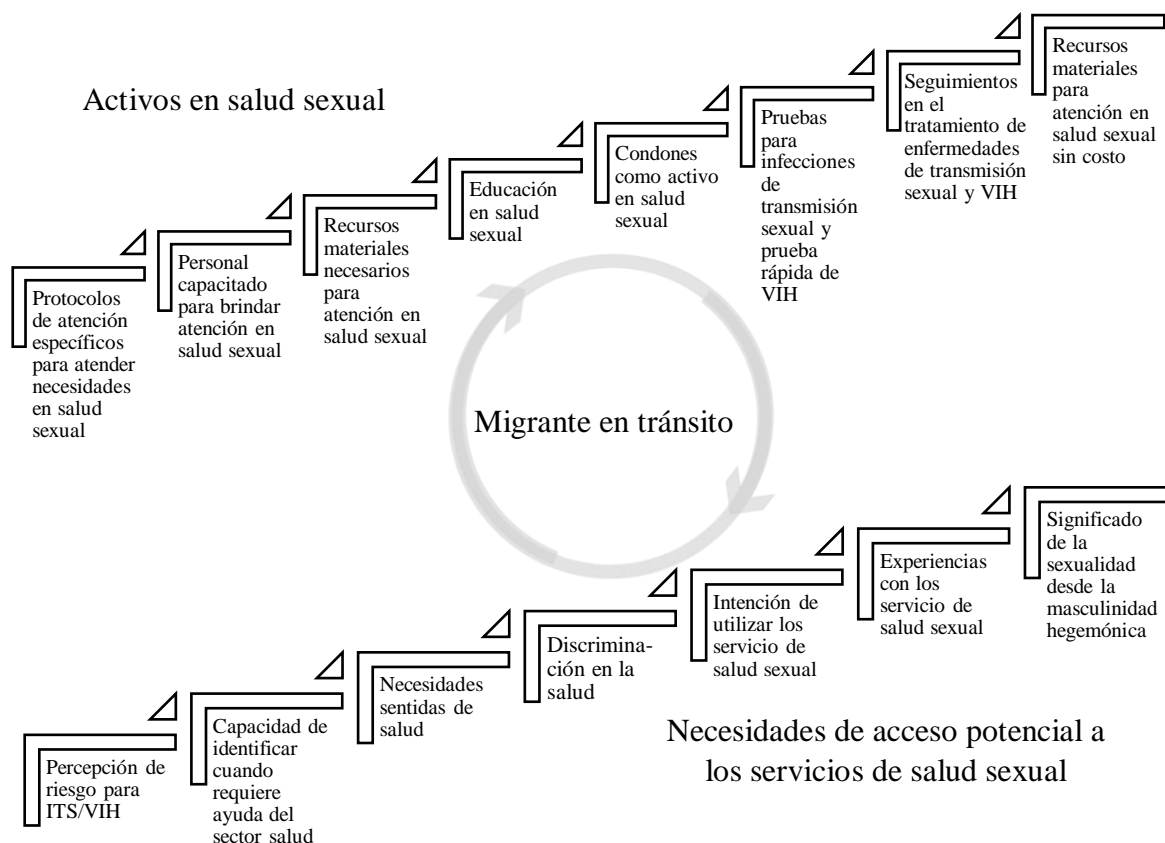 Activos en salud sexual
Protocolos
de atención
específicos
para atender
necesidades
en salud
sexual
Personal
capacitado
para brindar
atención en
salud sexual
Recursos
materiales
necesarios
para
atención en
salud sexual
Educación
en salud
sexual
Condones
como activo
en salud
sexual
Pruebas
para
infecciones
de
transmisión
sexual y
prueba
rápida de
VIH
Seguimientos
en el
tratamiento de
enfermedades
de transmisión
sexual y VIH
Recursos
materiales
para
atención en
salud sexual
sin costo
Migrante en tránsito
Percepción de
riesgo para
ITS/VIH
Capacidad de
identificar
cuando
requiere
ayuda del
sector salud
Necesidades
sentidas de
salud
Discrimina-
ción en la
salud
Intención de
utilizar los
servicio de
salud sexual
Experiencias
con los
servicio de
salud sexual
Significado
de la
sexualidad
desde la
masculinidad
hegemónica
Necesidades de acceso potencial a
los servicios de salud sexual